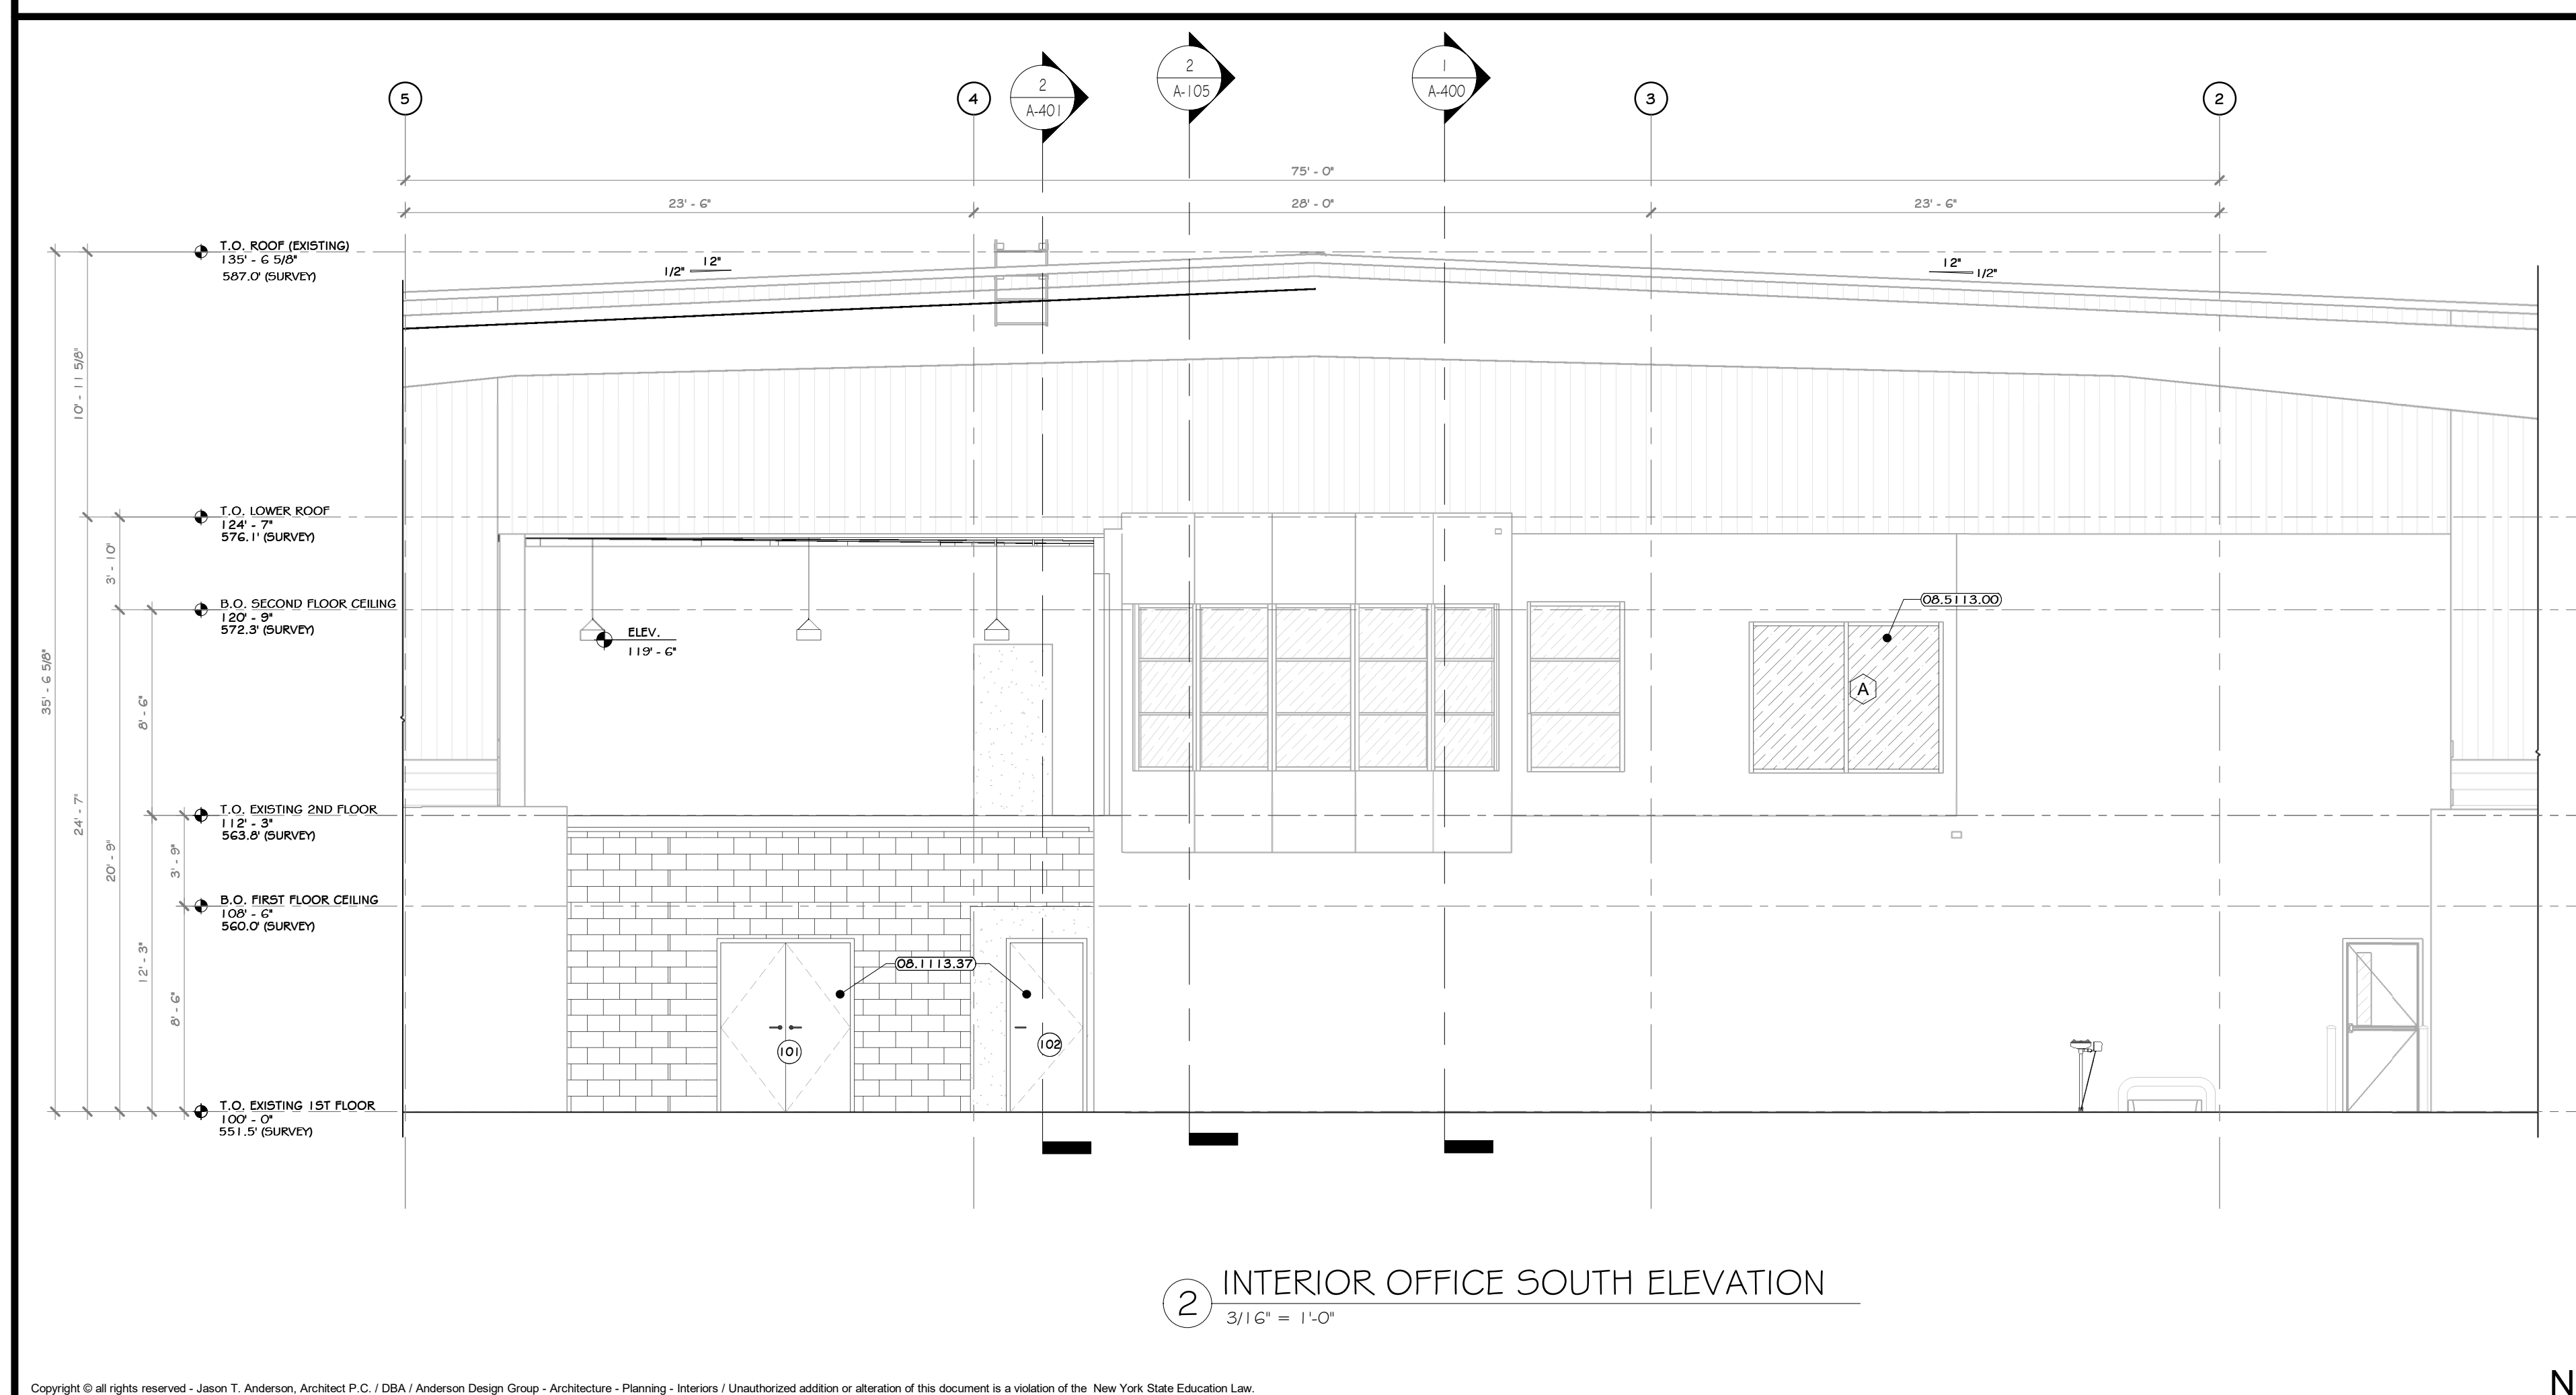 2
A-401
2
A-105
1
A-400
5
4
3
2
75' - 0"
23' - 6"
28' - 0"
23' - 6"
T.O. ROOF (EXISTING)
135' - 6 5/8"
587.0' (SURVEY)
12"
1/2"
12"
1/2"
10' - 11 5/8"
T.O. LOWER ROOF
124' - 7"
576.1' (SURVEY)
3' - 10"
B.O. SECOND FLOOR CEILING
120' - 9"
572.3' (SURVEY)
08.5113.00
ELEV.
119' - 6"
35' - 6 5/8"
8' - 6"
A
24' - 7"
T.O. EXISTING 2ND FLOOR
112' - 3"
563.8' (SURVEY)
20' - 9"
3' - 9"
B.O. FIRST FLOOR CEILING
108' - 6"
560.0' (SURVEY)
12' - 3"
08.1113.37
8' - 6"
101
102
T.O. EXISTING 1ST FLOOR
100' - 0"
551.5' (SURVEY)
2
INTERIOR OFFICE SOUTH ELEVATION
3/16" = 1'-0"
Copyright © all rights reserved - Jason T. Anderson, Architect P.C. / DBA / Anderson Design Group - Architecture - Planning - Interiors / Unauthorized addition or alteration of this document is a violation of the New York State Education Law.
N